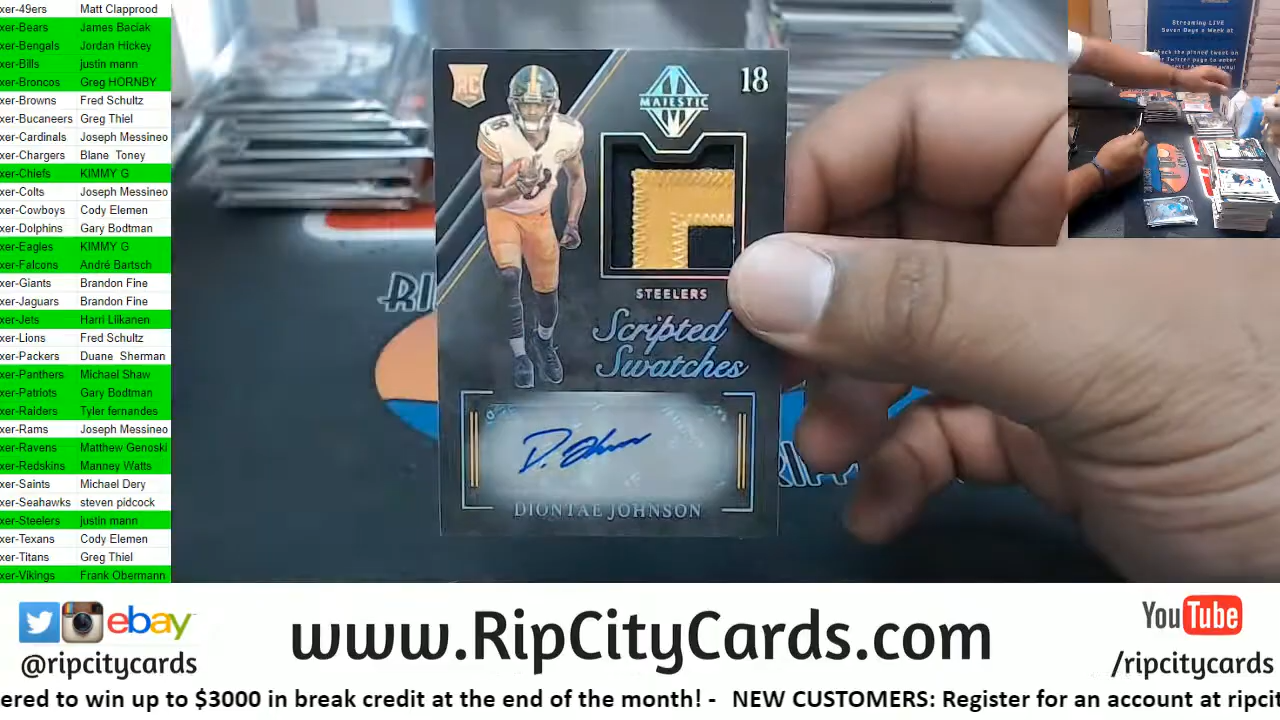 xer-49ers Matt Clapprood
xer-Bears James Baciak
xer-Bengals Jordan Hickey
xer-Bills justin mann
xer-Broncos Greg HORNBY
xer-Browns Fred Schultz
xer-Bucaneers Greg Thiel
xer-Cardinals Joseph Messineo
xer-Chargers Blane Toney
xer-Chiefs KIMMY G
xer-Colts Joseph Messineo
xer-Cowboys Cody Elemen
xer-Dolphins Gary Bodtman
xer-Eagles KIMMY G
xer-Falcons André Bartsch
xer-Giants Brandon Fine
xer-Jaguars Brandon Fine
xer-Jets Harri Liikanen
xer-Lions Fred Schultz
xer-Packers Duane Sherman
xer-Panthers Michael Shaw
xer-Patriots Gary Bodtman
xer-Raiders Tyler fernandes
xer-Rams Joseph Messineo
xer-Ravens Matthew Genoski
xer-Redskins Manney Watts
xer-Saints Michael Dery
xer-Seahawks steven pidcock
xer-Steelers justin mann
xer-Texans Cody Elemen
xer-Titans Greg Thiel
xer-Vikings Frank Obermann
RC
18
MAJESTIC
STEELERS
Scripted
Swatches
DIONTAE JOHNSON
Streaming LIVE
Seven Days a Week at
ebay
@ripcitycards
www.RipCityCards.com
YouTube
/ripcitycards
ered to win up to $3000 in break credit at the end of the month! - NEW CUSTOMERS: Register for an account at ripcit